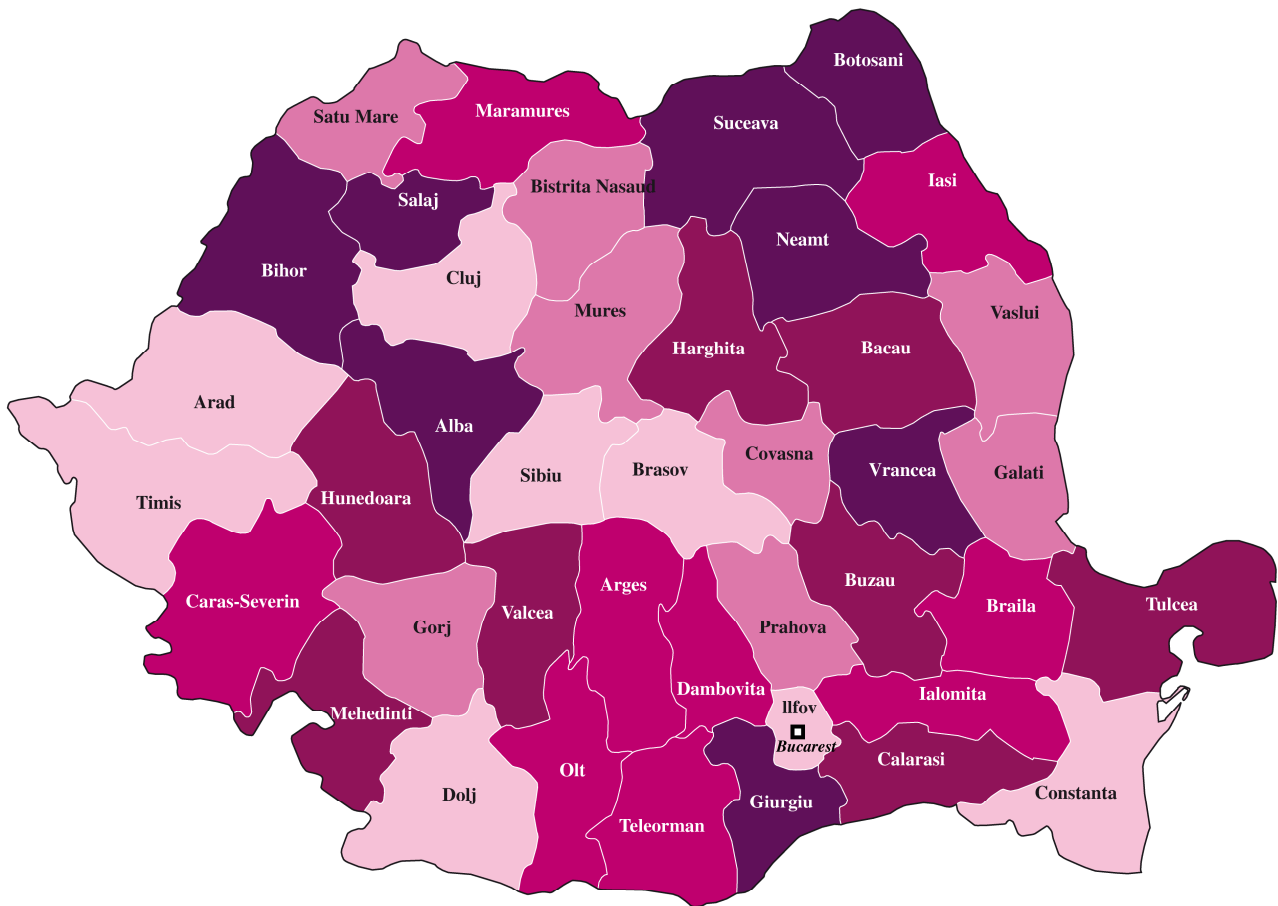 Botosani
Satu Mare
Maramures
Suceava
Iasi
Bistrita Nasaud
Salaj
Neamt
Bihor
Cluj
Mures
Vaslui
Harghita
Bacau
Arad
Alba
Covasna
Sibiu
Brasov
Vrancea
Galati
Timis
Hunedoara
Arges
Buzau
Caras-Severin
Valcea
Braila
Tulcea
Gorj
Prahova
Dambovita
Ialomita
Mehedinti
Ilfov
Bucarest
Calarasi
Olt
Dolj
Giurgiu
Constanta
Teleorman